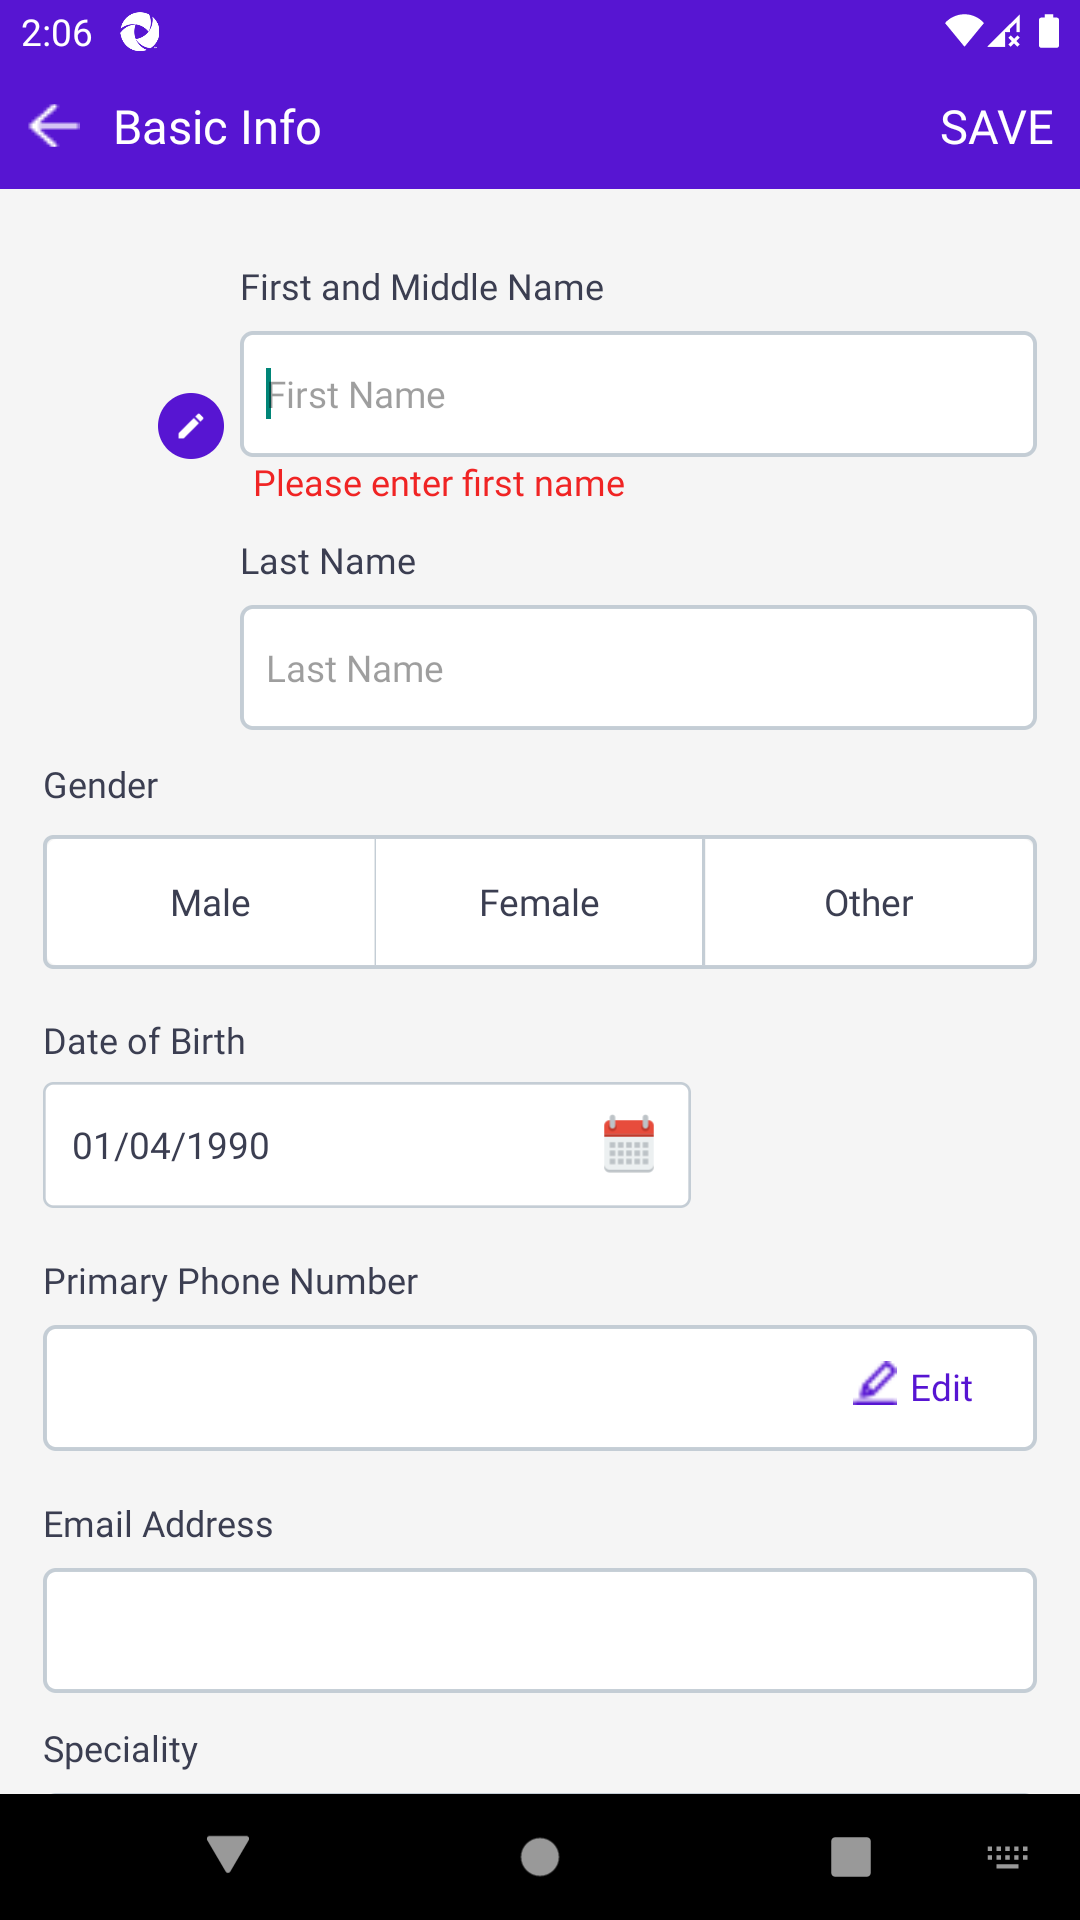 2:06
Basic Info
SAVE
First and Middle Name
First Name
Please enter first name
Last Name
Last Name
Gender
Male
Female
Other
Date of Birth
01/04/1990
Primary Phone Number
Edit
Email Address
Speciality